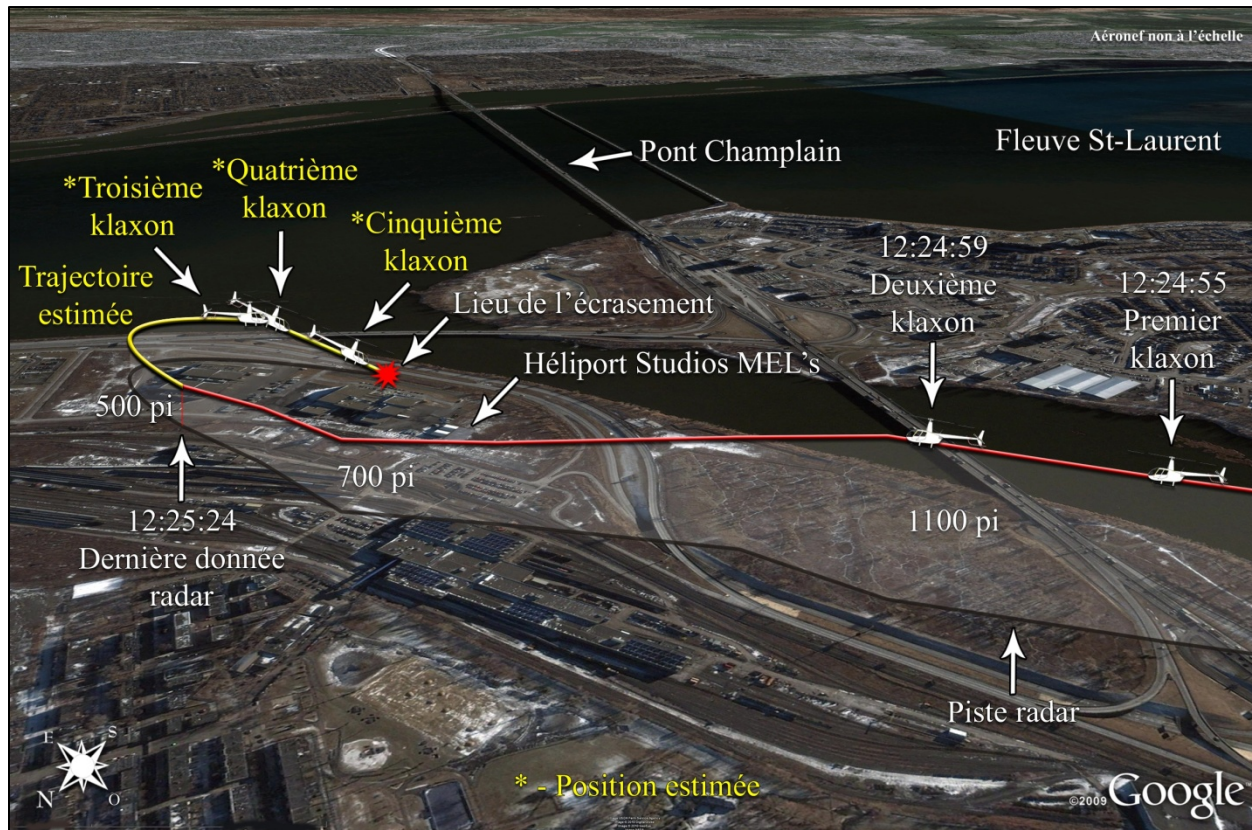 Aéronef non à l'échelle
Pont Champlain
Fleuve St-Laurent
*Troisième
klaxon
*Quatrième
klaxon
*Cinquième
klaxon
12:24:59
Deuxième
klaxon
12:24:55
Premier
klaxon
Trajectoire
estimée
Lieu de l'écrasement
Héliport Studios MEL's
500 pi
700 pi
1100 pi
12:25:24
Dernière donnée
radar
Piste radar
E S
N O.
* - Position estimée
©2009 Google